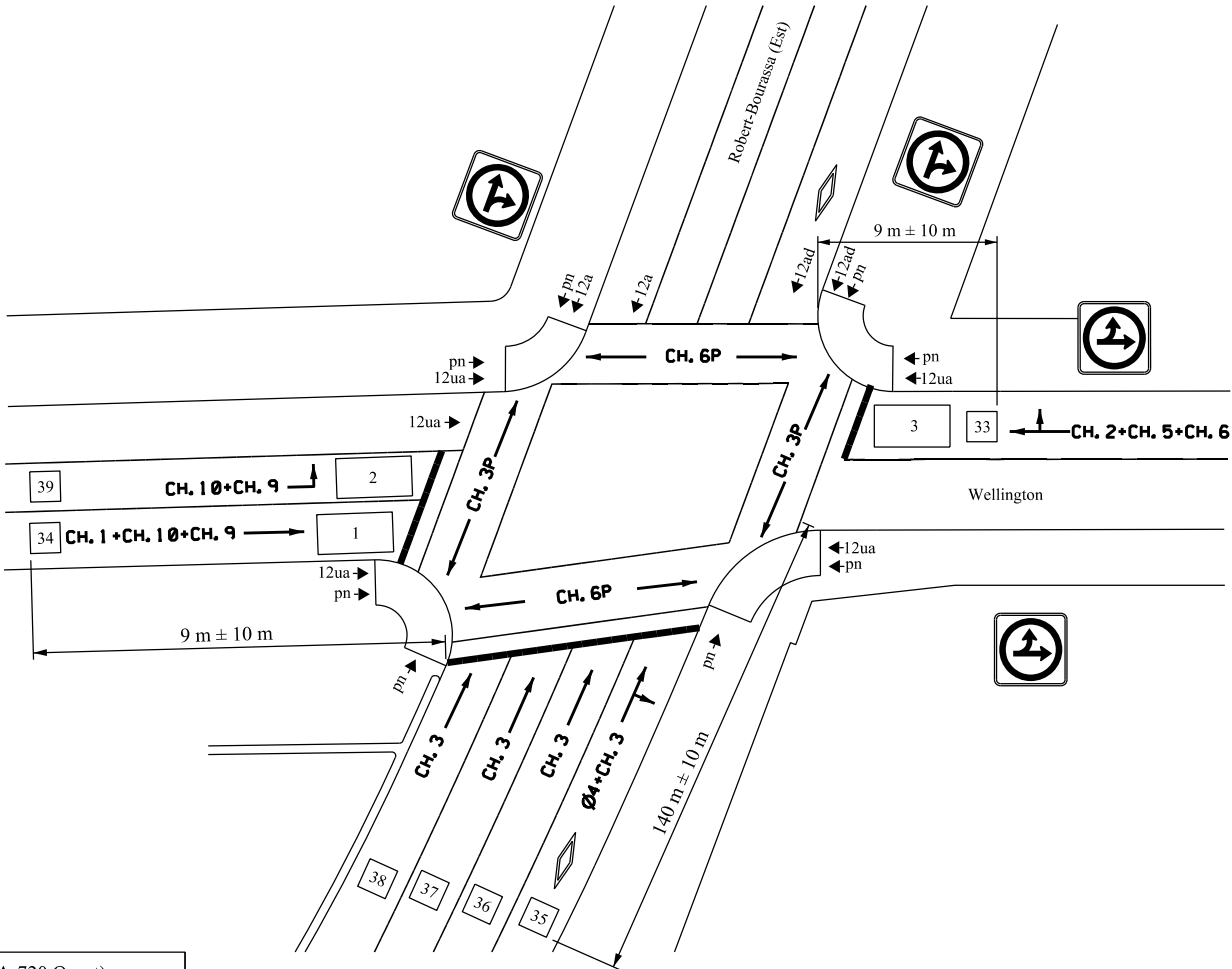 Robert-Bourassa (Est)
9 m ± 10 m
pn
12a
12a
12ad
12ad
pn
pn
12ua
CH. 6P
pn
12ua
12ua
CH. 3P
CH. 3P
3
33
CH. 2+CH. 5+CH. 6
39
CH. 10+CH. 9
2
Wellington
34
CH. 1+CH. 10+CH. 9
1
12ua
pn
12ua
pn
CH. 6P
9 m ± 10 m
pn
pn
CH. 3
CH. 3
CH. 3
Ø4+CH. 3
140 m ± 10 m
38
37
36
35